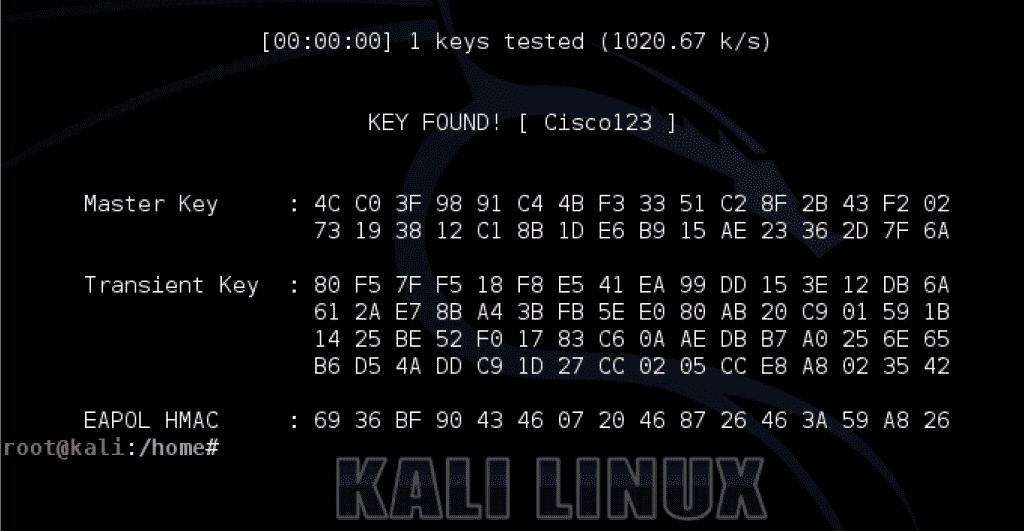 [00:00:00] 1 keys tested (1020.67 k/s)
KEY FOUND! [ Cisco123 ]
Master Key : 4C C0 3F 98 91 C4 4B F3 33 51 C2 8F 2B 43 F2 02
73 19 38 12 C1 8B 1D E6 B9 15 AE 23 36 2D 7F 6A
Transient Key : 80 F5 7F F5 18 F8 E5 41 EA 99 DD 15 3E 12 DB 6A
61 2A E7 8B A4 3B FB 5E E0 80 AB 20 C9 01 59 1B
14 25 BE 52 F0 17 83 C6 0A AE DB B7 A0 25 6E 65
B6 D5 4A DD C9 1D 27 CC 02 05 CC E8 A8 02 35 42
EAPOL HMAC : 69 36 BF 90 43 46 07 20 46 87 26 46 3A 59 A8 26
root@kali:/home#
KALI LINUX